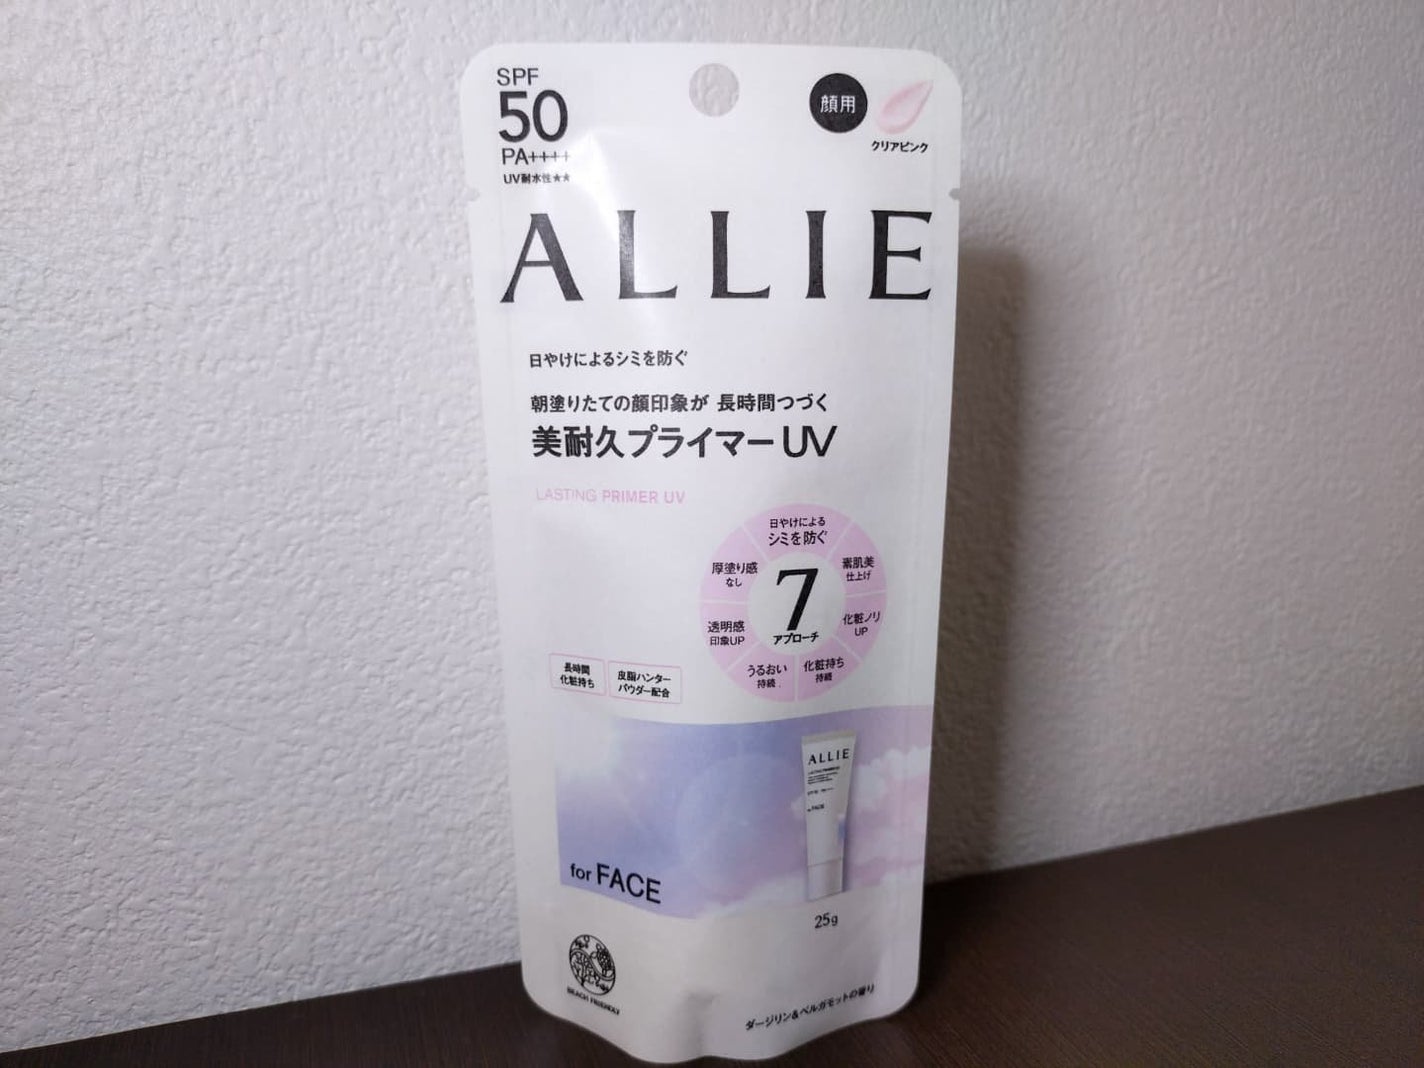 SPF
50
PA++++
UV耐水性★★
顔用
クリアピンク
ALLIE
日やけによるシミを防ぐ
朝塗りたての顔印象が 長時間つづく
美耐久プライマーUV
LASTING PRIMER UV
日やけによる
シミを防ぐ
素肌美
仕上げ
化粧ノリ
UP
化粧持ち
持続
うるおい
持続
透明感
印象UP
厚塗り感
なし
7
アプローチ
長時間
化粧持ち
皮脂ハンター
パウダー配合
ALLIE
for FACE
25g
BEACH FRIENDLY
ダージリン&ベルガモットの香り